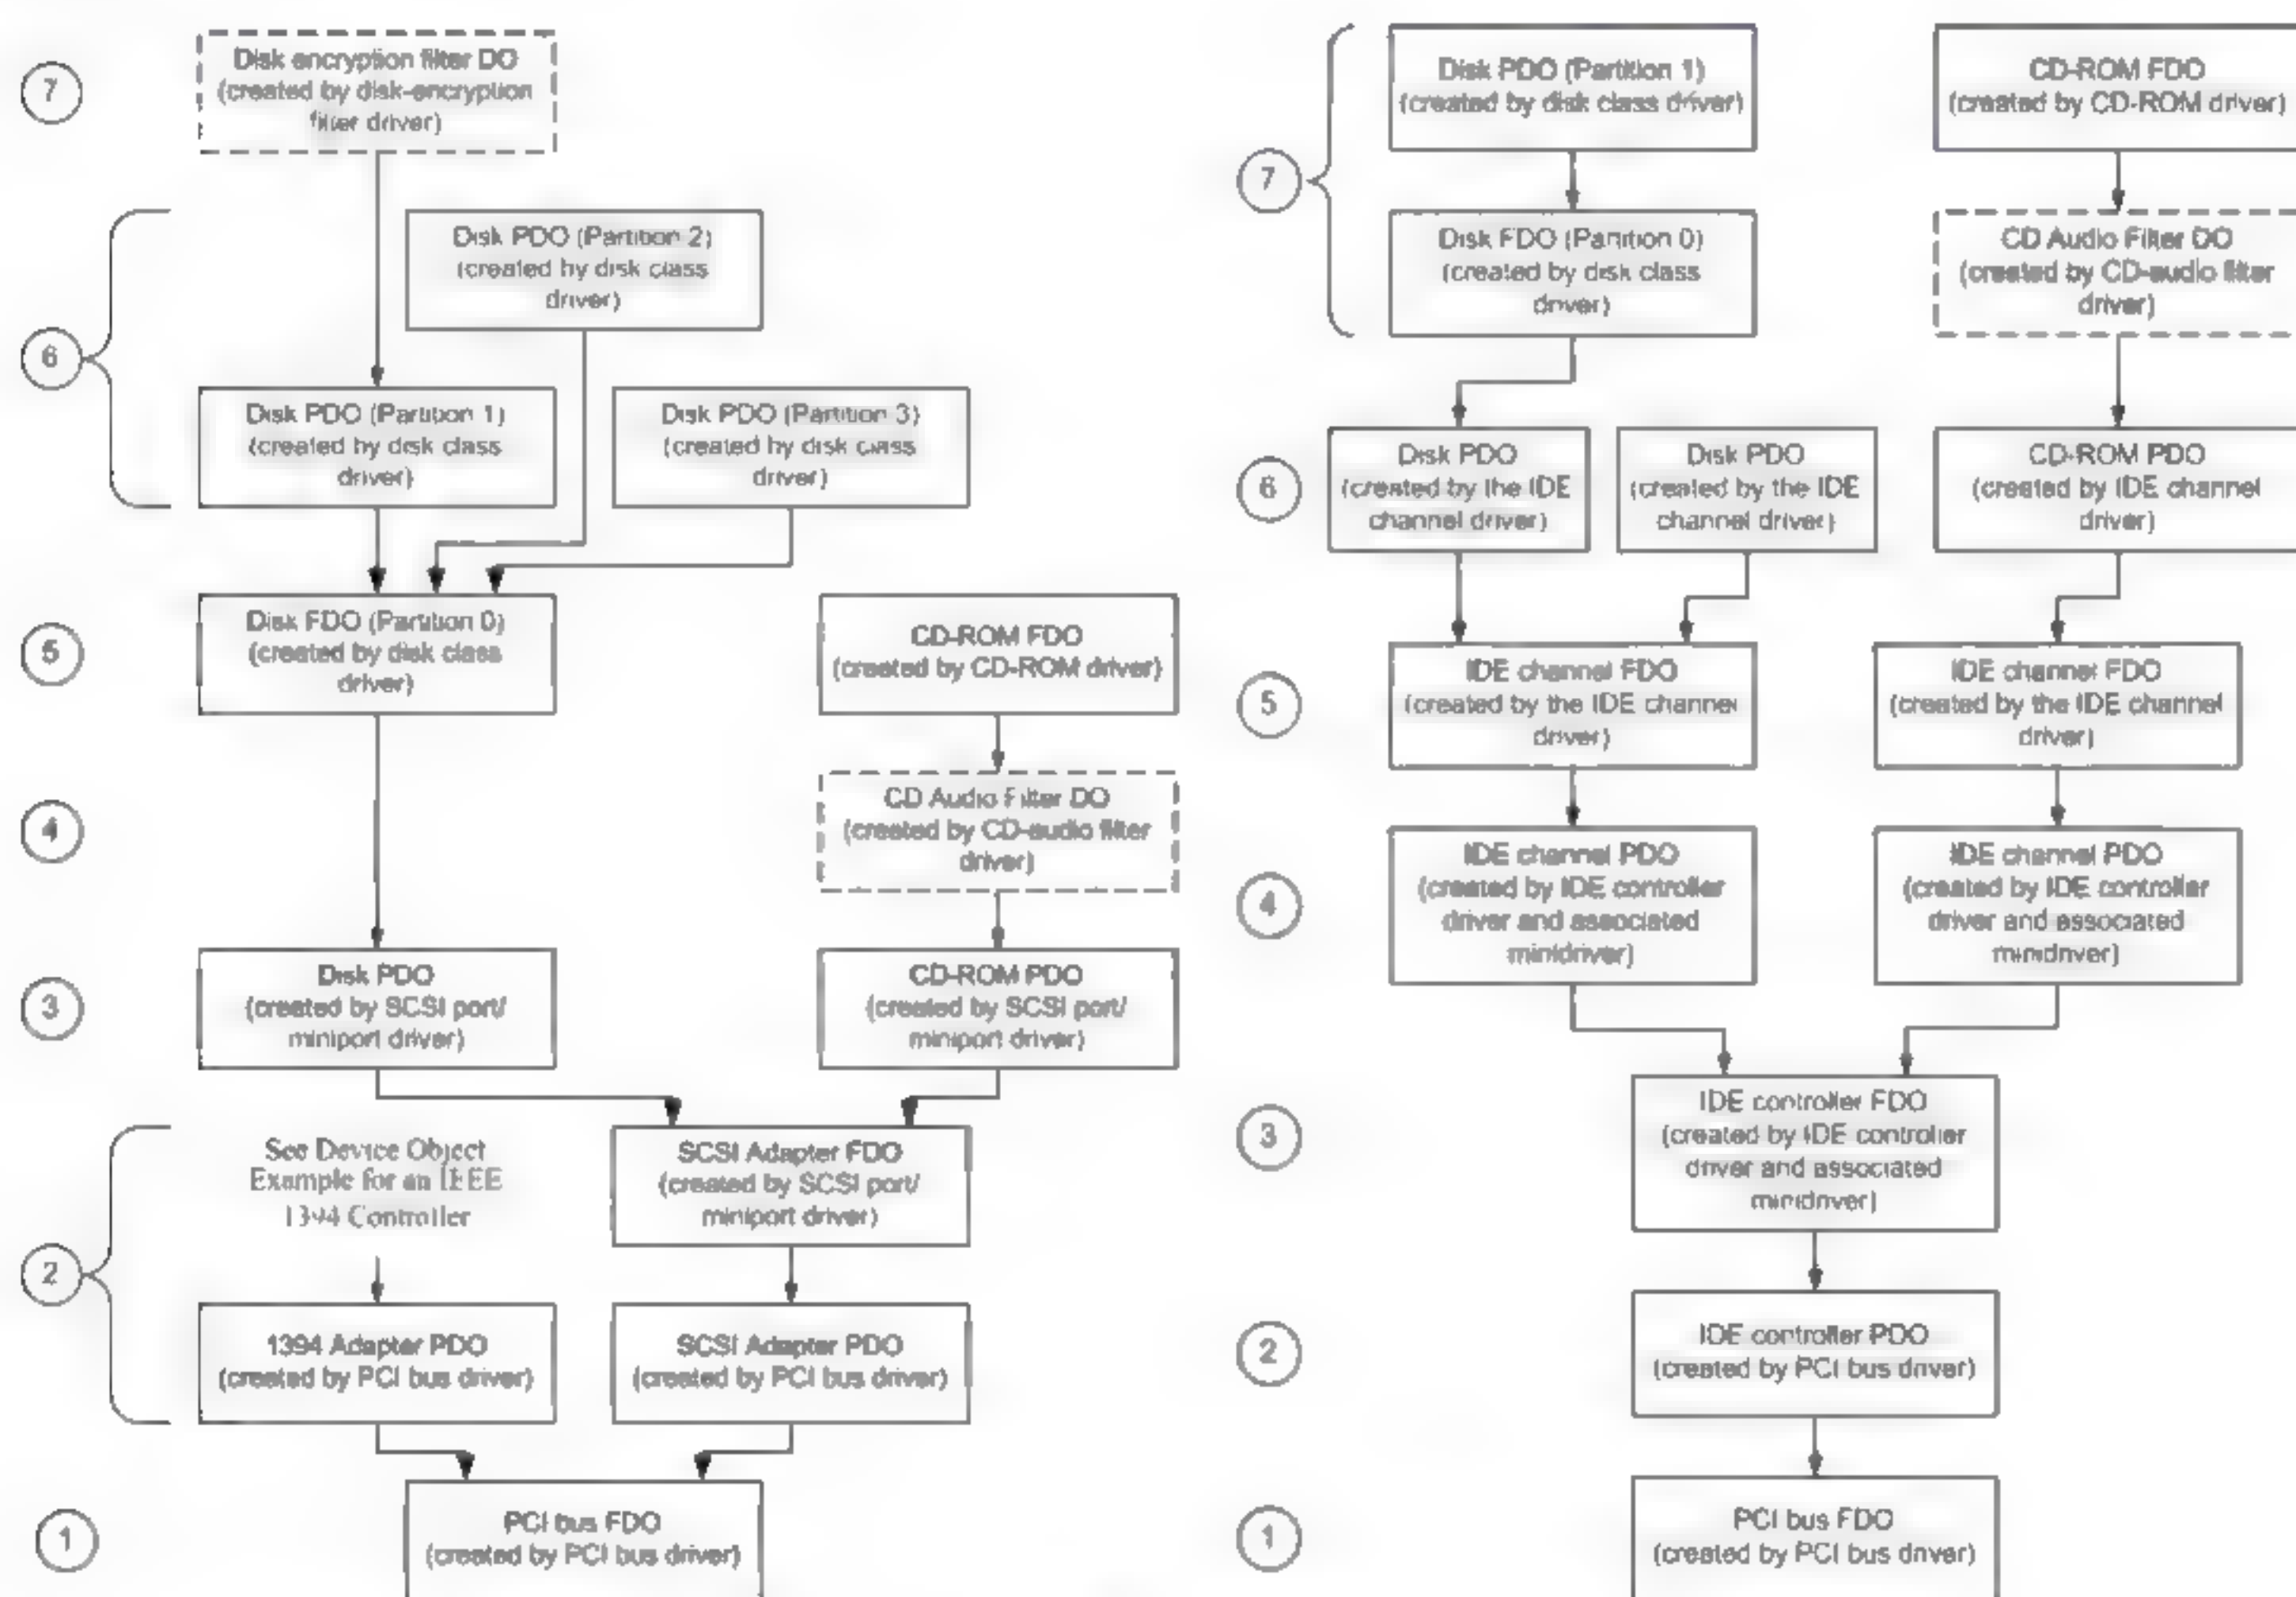 7
Disk encryption filter DO
(created by disk-encryption
filter driver)
6
Disk PDO (Partition 2)
(created by disk class
driver)
Disk PDO (Partition 1)
(created by disk class
driver)
Disk PDO (Partition 3)
(created by disk class
driver)
5
Disk FDO (Partition 0)
(created by disk class
driver)
CD-ROM FDO
(created by CD-ROM driver)
4
CD Audio Filter DO
(created by CD-audio filter
driver)
3
Disk PDO
(created by SCSI port/
miniport driver)
CD-ROM PDO
(created by SCSI port/
miniport driver)
2
See Device Object
Example for an IEEE
1394 Controller
SCSI Adapter FDO
(created by SCSI port/
miniport driver)
1394 Adapter PDO
(created by PCI bus driver)
SCSI Adapter PDO
(created by PCI bus driver)
1
PCI bus FDO
(created by PCI bus driver)
7
Disk PDO (Partition 1)
(created by disk class driver)
CD-ROM FDO
(created by CD-ROM driver)
Disk FDO (Partition 0)
(created by disk class
driver)
CD Audio Filter DO
(created by CD-audio filter
driver)
6
Disk PDO
(created by the IDE
channel driver)
Disk PDO
(created by the IDE
channel driver)
CD-ROM PDO
(created by IDE channel
driver)
5
IDE channel FDO
(created by the IDE channel
driver)
IDE channel FDO
(created by the IDE channel
driver)
4
IDE channel PDO
(created by IDE controller
driver and associated
minidriver)
IDE channel PDO
(created by IDE controller
driver and associated
minidriver)
3
IDE controller FDO
(created by IDE controller
driver and associated
minidriver)
2
IDE controller PDO
(created by PCI bus driver)
1
PCI bus FDO
(created by PCI bus driver)